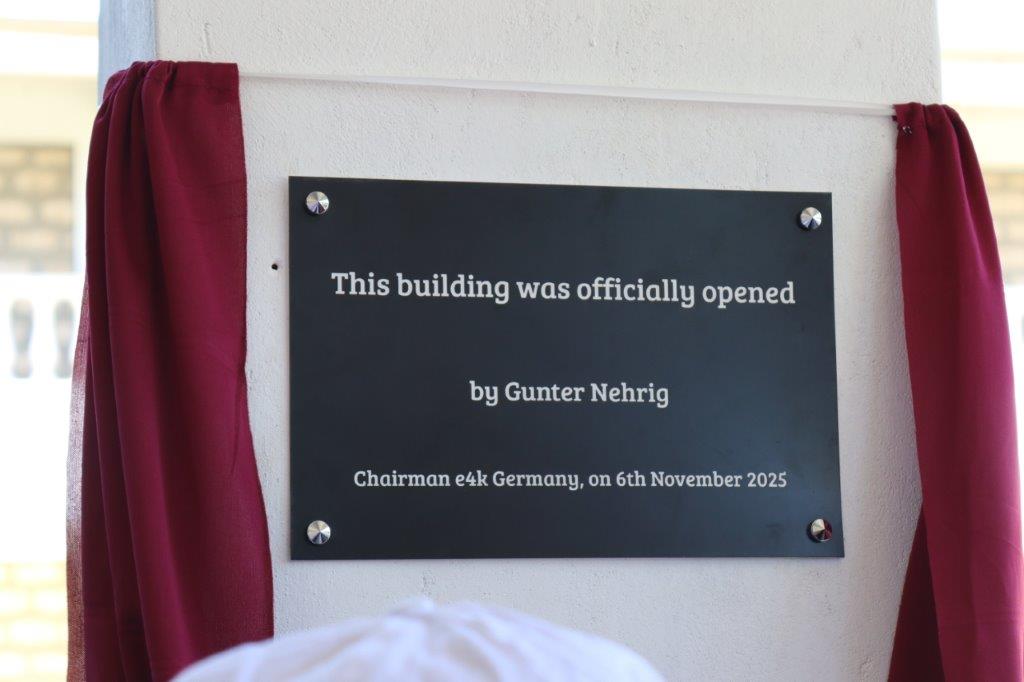 This building was officially opened
by Gunter Nehrig
Chairman e4k Germany, on 6th November 2025